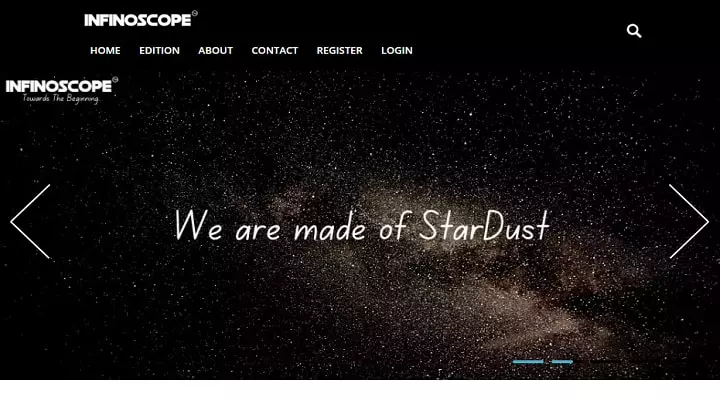 INFINOSCOPE
HOME EDITION ABOUT CONTACT REGISTER LOGIN
INFINOSCOPE
Towards The Beginning...
We are made of StarDust